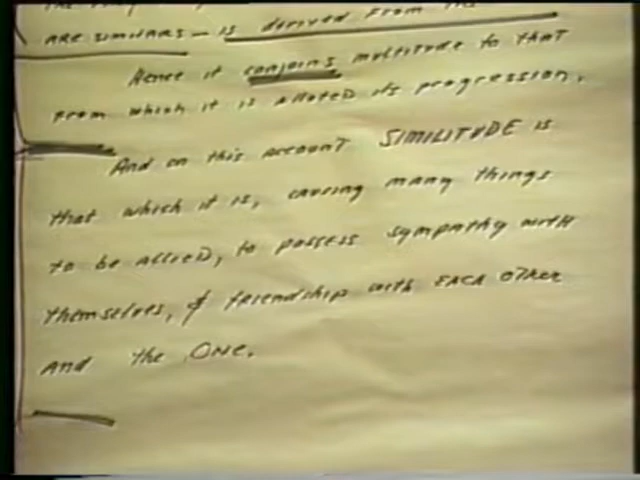 are similars — is derived from the
Hence it conjoins multitude to that
from which it is alloted its progression.
And on this account SIMILITUDE is
that which it is, causing many things
to be allied, to possess sympathy with
themselves, & friendship with each other
and the ONE.